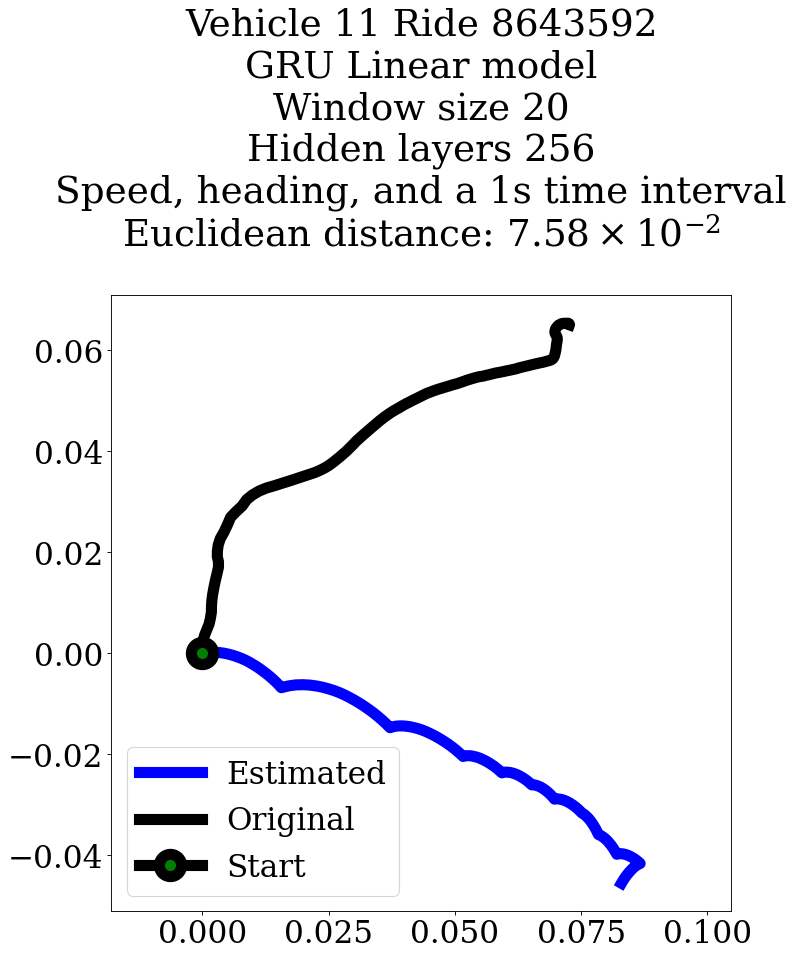 Vehicle 11 Ride 8643592
GRU Linear model
Window size 20
Hidden layers 256
Speed, heading, and a 1s time interval
Euclidean distance: 7.58 × 10⁻²
0.06
0.04
0.02
0.00
−0.02
−0.04
Estimated
Original
Start
0.000 0.025 0.050 0.075 0.100